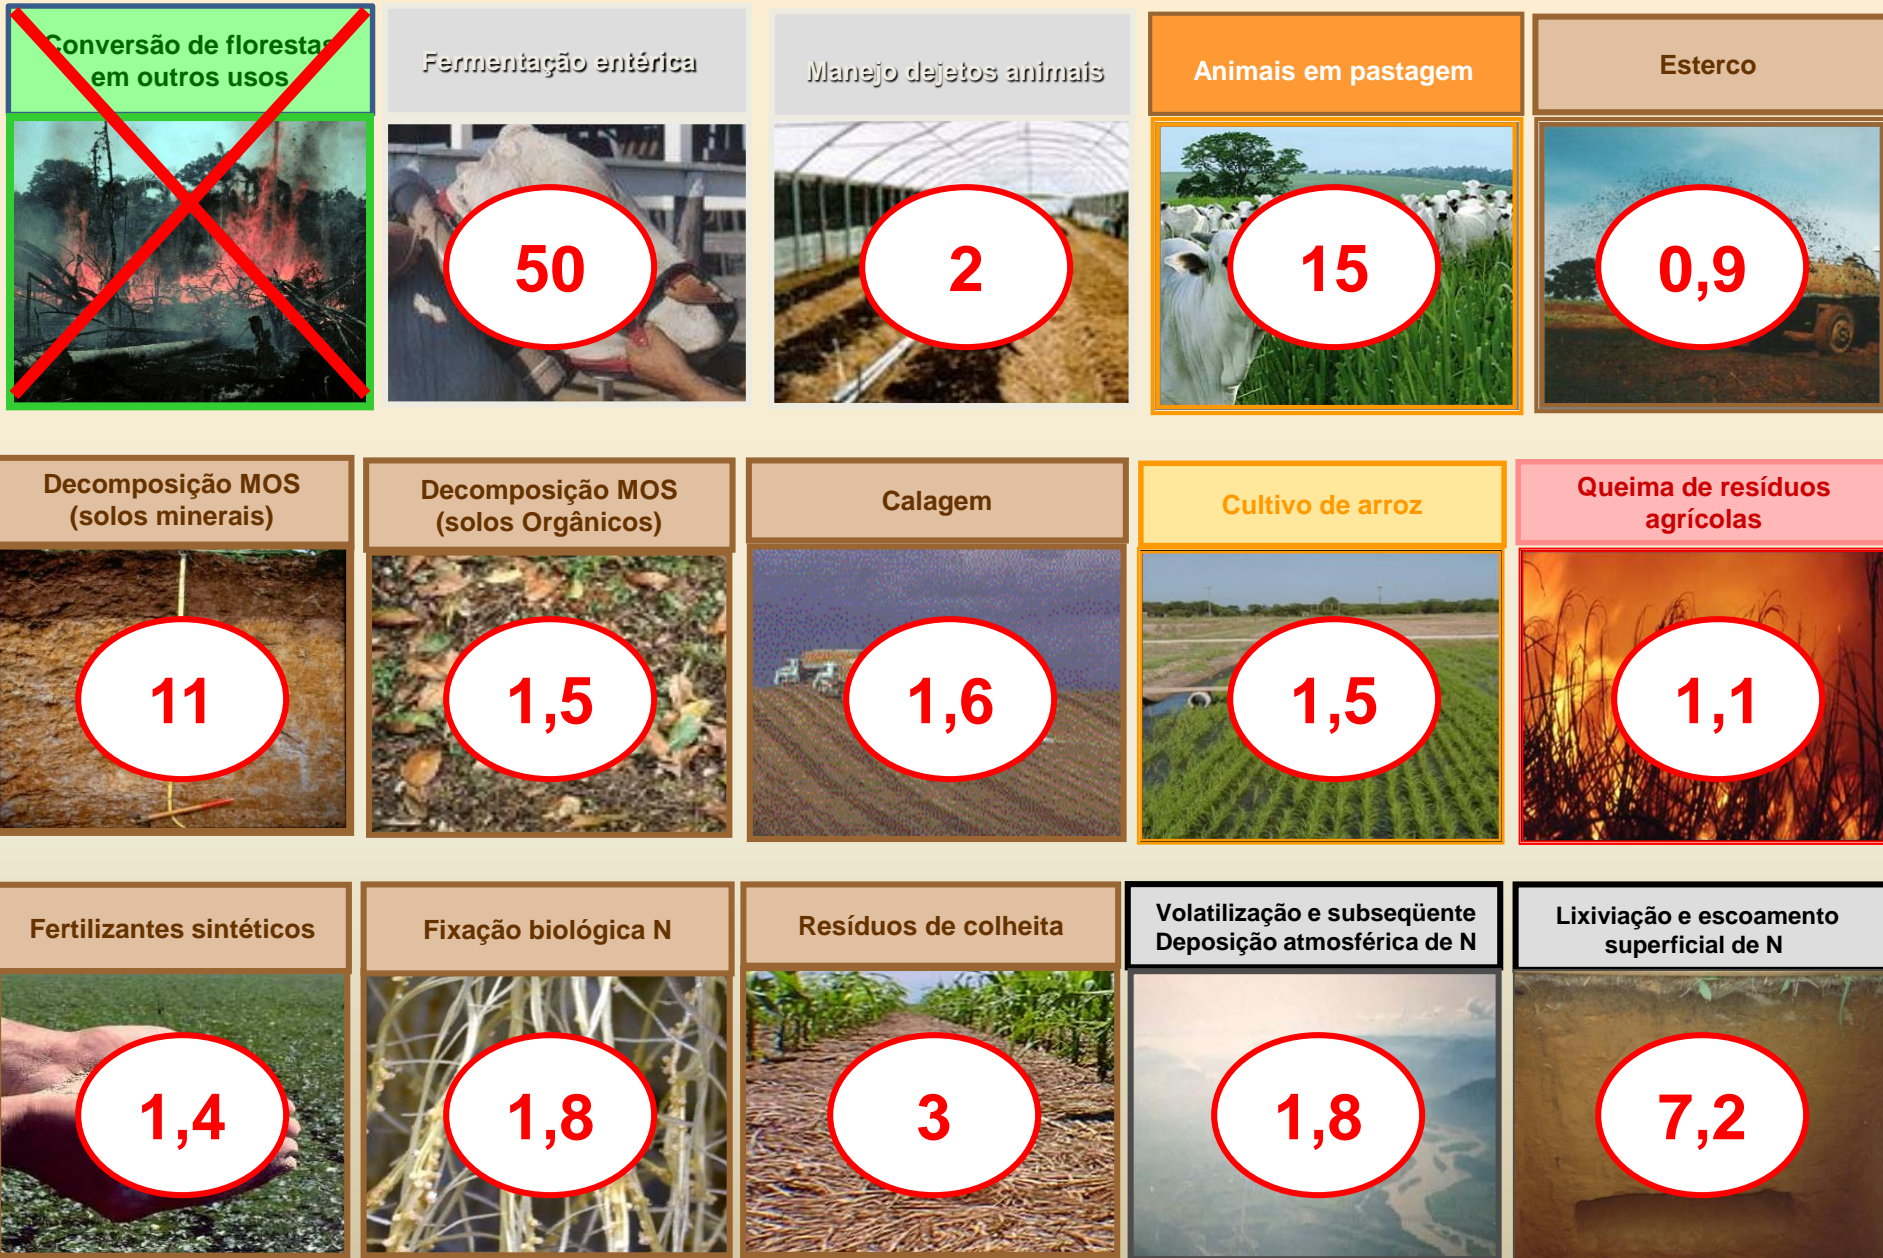 Conversão de florestas
em outros usos
Fermentação entérica
Manejo dejetos animais
Animais em pastagem
Esterco
50
2
15
0,9
Decomposição MOS
(solos minerais)
Decomposição MOS
(solos Orgânicos)
Calagem
Cultivo de arroz
Queima de resíduos
agrícolas
11
1,5
1,6
1,5
1,1
Fertilizantes sintéticos
Fixação biológica N
Resíduos de colheita
Volatilização e subseqüente
Deposição atmosférica de N
Lixiviação e escoamento
superficial de N
1,4
1,8
3
1,8
7,2